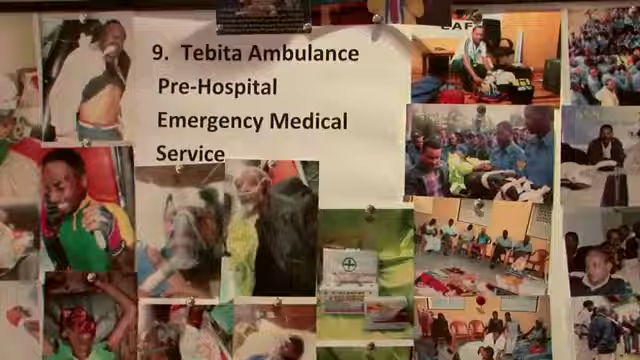 9. Tebita Ambulance
Pre-Hospital
Emergency Medical
Service